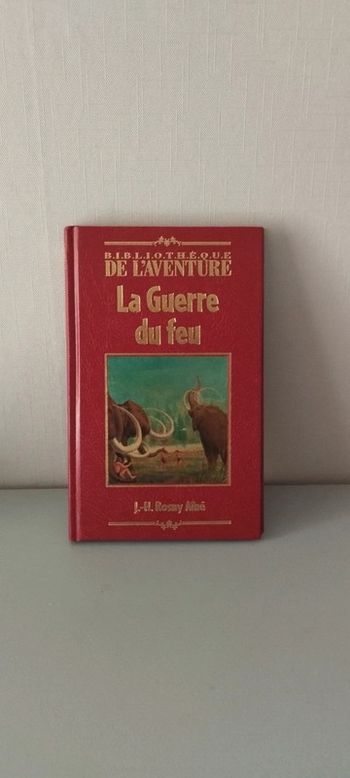 BIBLIOTHÈQUE
DE L'AVENTURE
La Guerre
du feu
J.-H. Rosny Aîné